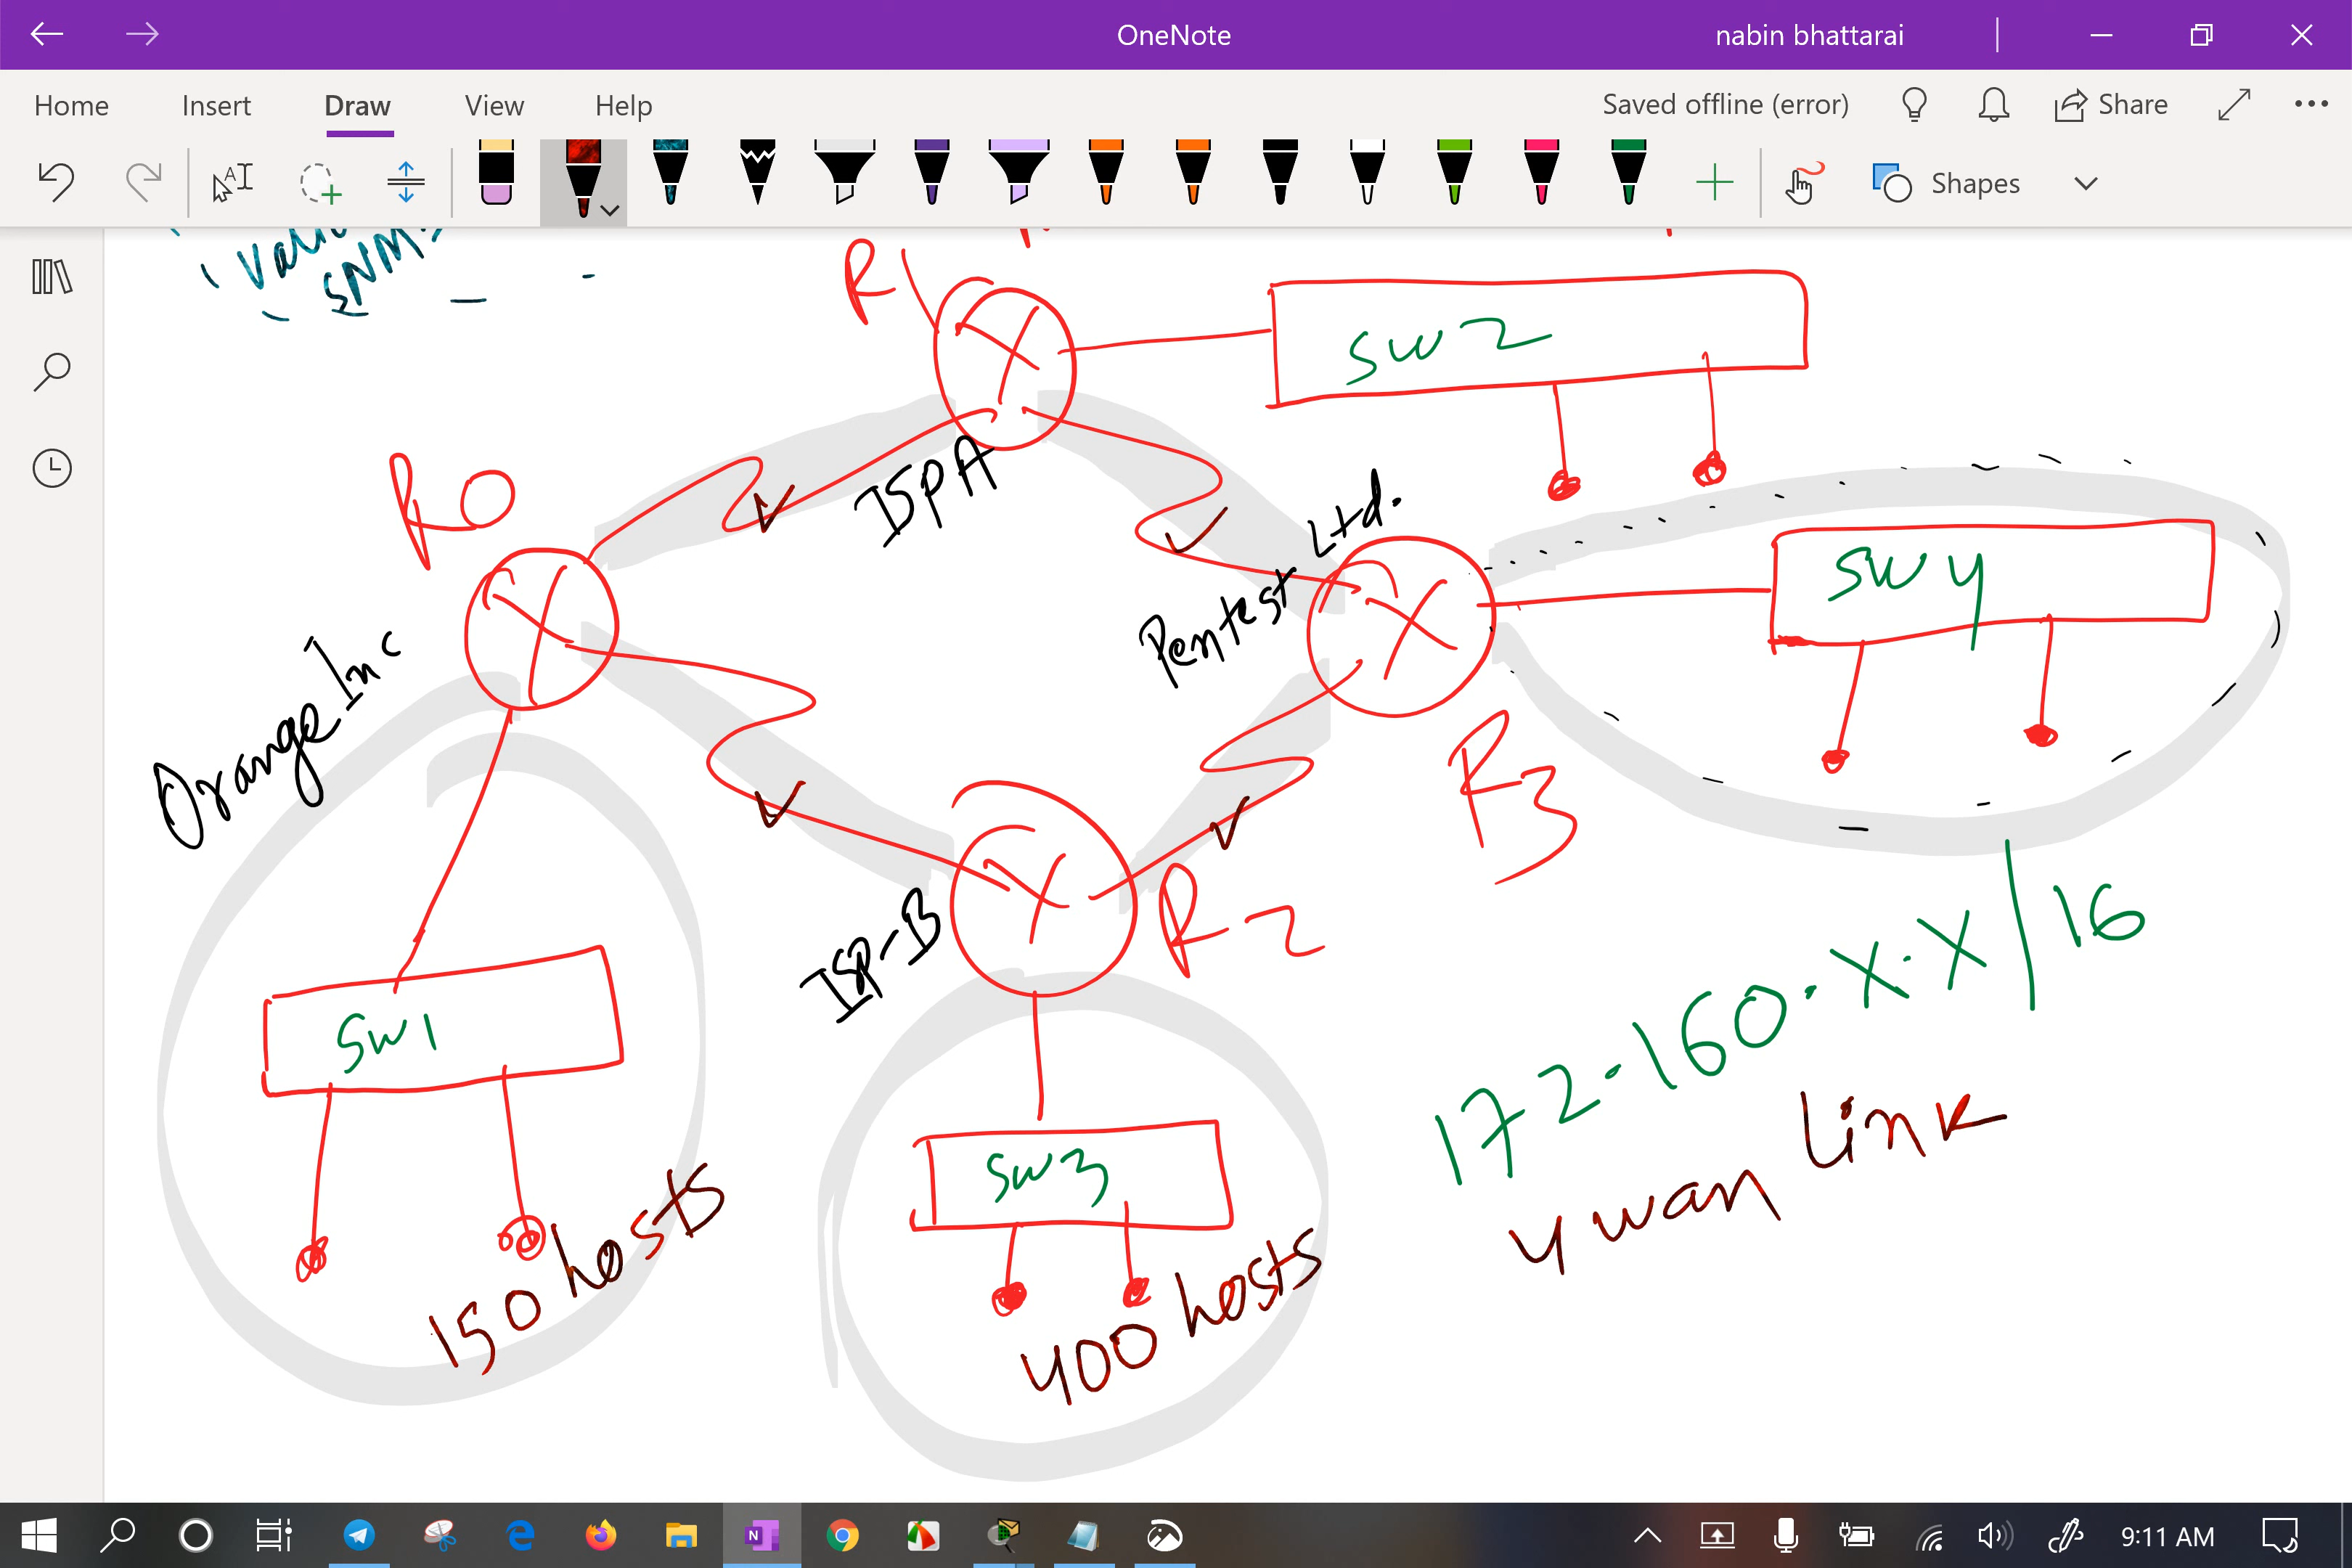 OneNote
nabin bhattarai
Home Insert Draw View Help
Saved offline (error)
Share
Shapes
SNM
R1
SW2
R0
ISPA
Ltd.
Pentest
SW4
Orange Inc
R3
ISP-B
R2
172.160.X.X/16
SW1
4 wan Link
SW3
150 hosts
400 hosts
9:11 AM